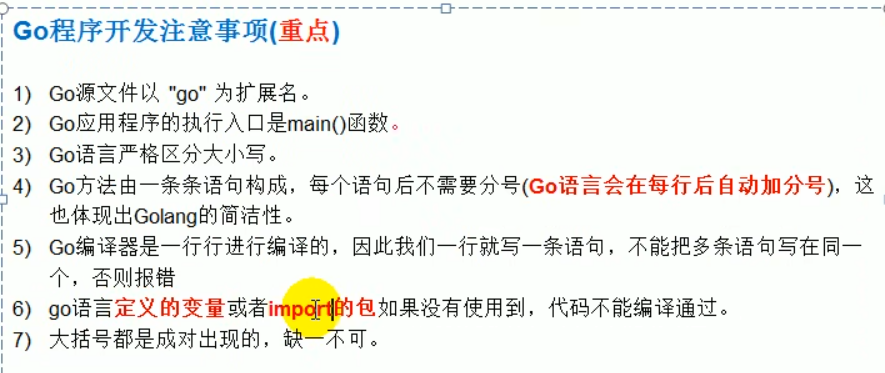 Go程序开发注意事项(重点)
1) Go源文件以 "go" 为扩展名。
2) Go应用程序的执行入口是main()函数。
3) Go语言严格区分大小写。
4) Go方法由一条条语句构成，每个语句后不需要分号(Go语言会在每行后自动加分号)，这
也体现出Golang的简洁性。
5) Go编译器是一行行进行编译的，因此我们一行就写一条语句，不能把多条语句写在同一
个，否则报错
6) go语言定义的变量或者import的包如果没有使用到，代码不能编译通过。
7) 大括号都是成对出现的，缺一不可。